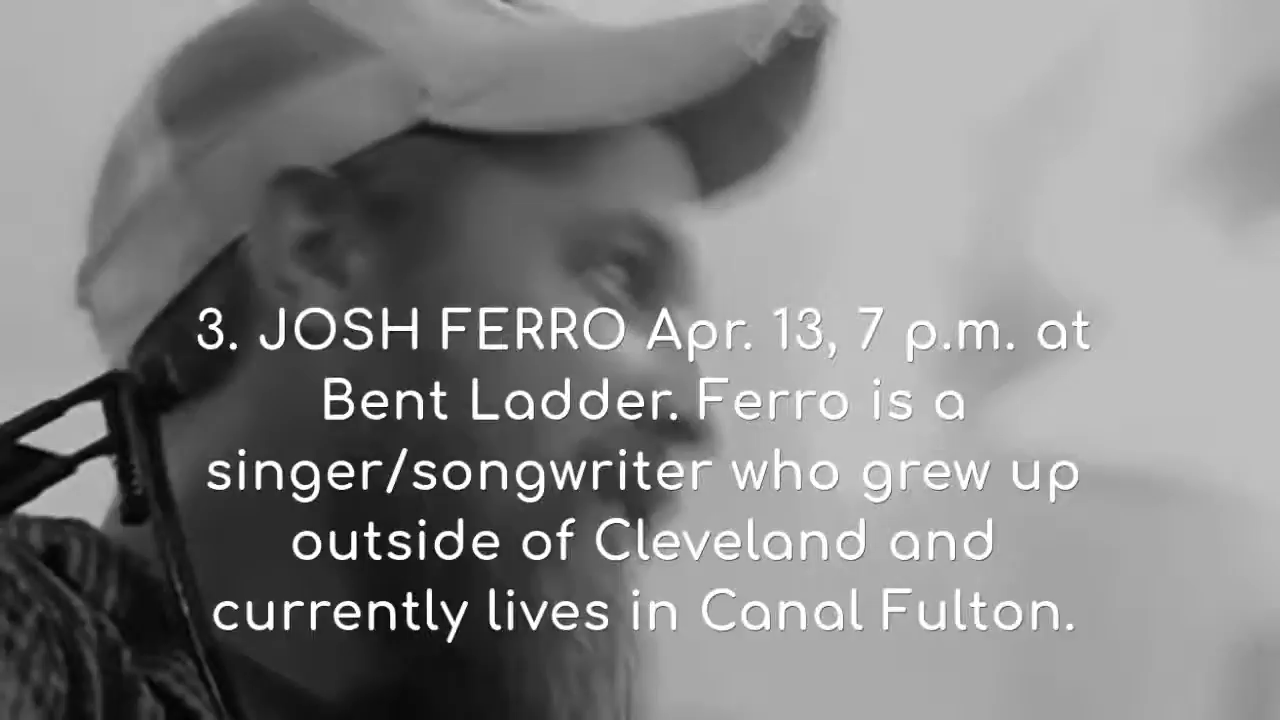 3. JOSH FERRO Apr. 13, 7 p.m. at
Bent Ladder. Ferro is a
singer/songwriter who grew up
outside of Cleveland and
currently lives in Canal Fulton.